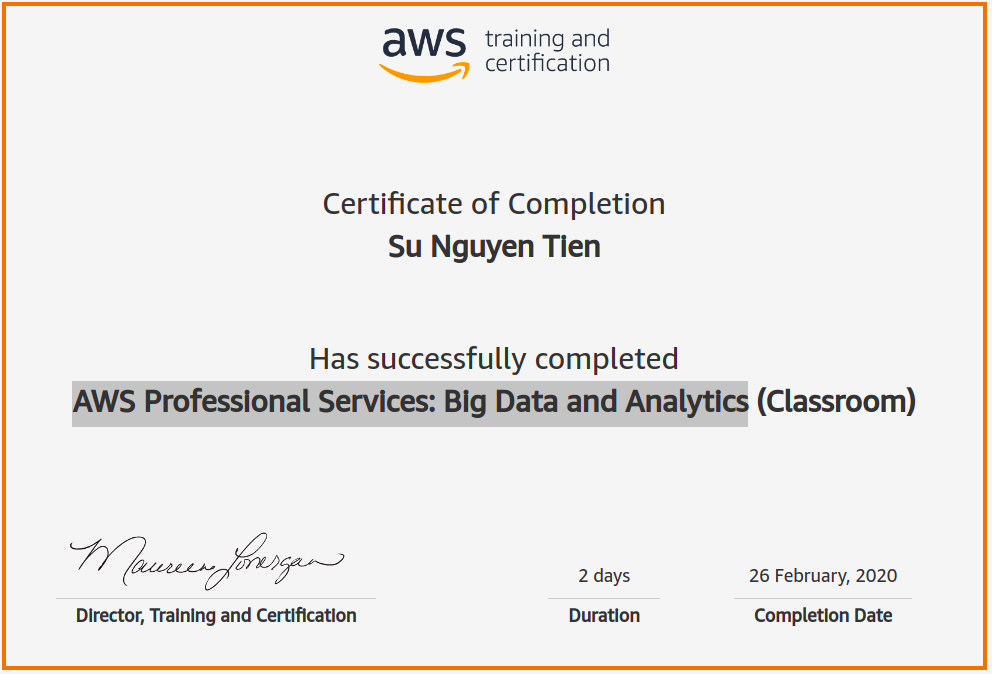 aws training and
certification
Certificate of Completion
Su Nguyen Tien
Has successfully completed
AWS Professional Services: Big Data and Analytics (Classroom)
Maureen Lonergan
2 days
26 February, 2020
Director, Training and Certification
Duration
Completion Date